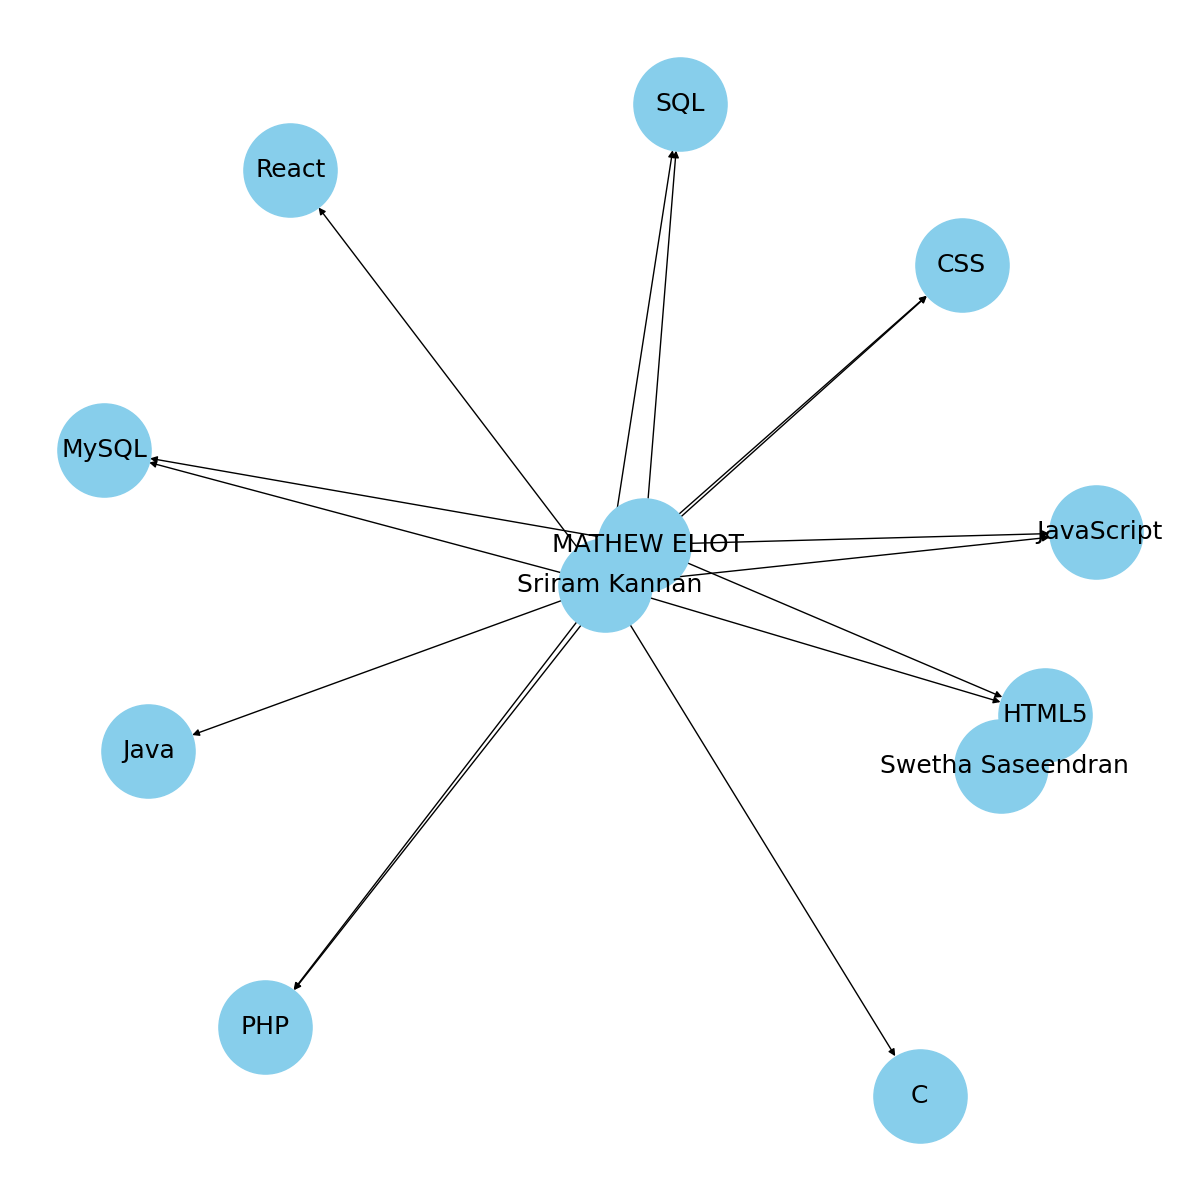 SQL
React
CSS
MySQL
JavaScript
MATHEW ELIOT
Sriram Kannan
HTML5
Java
Swetha Saseendran
PHP
C